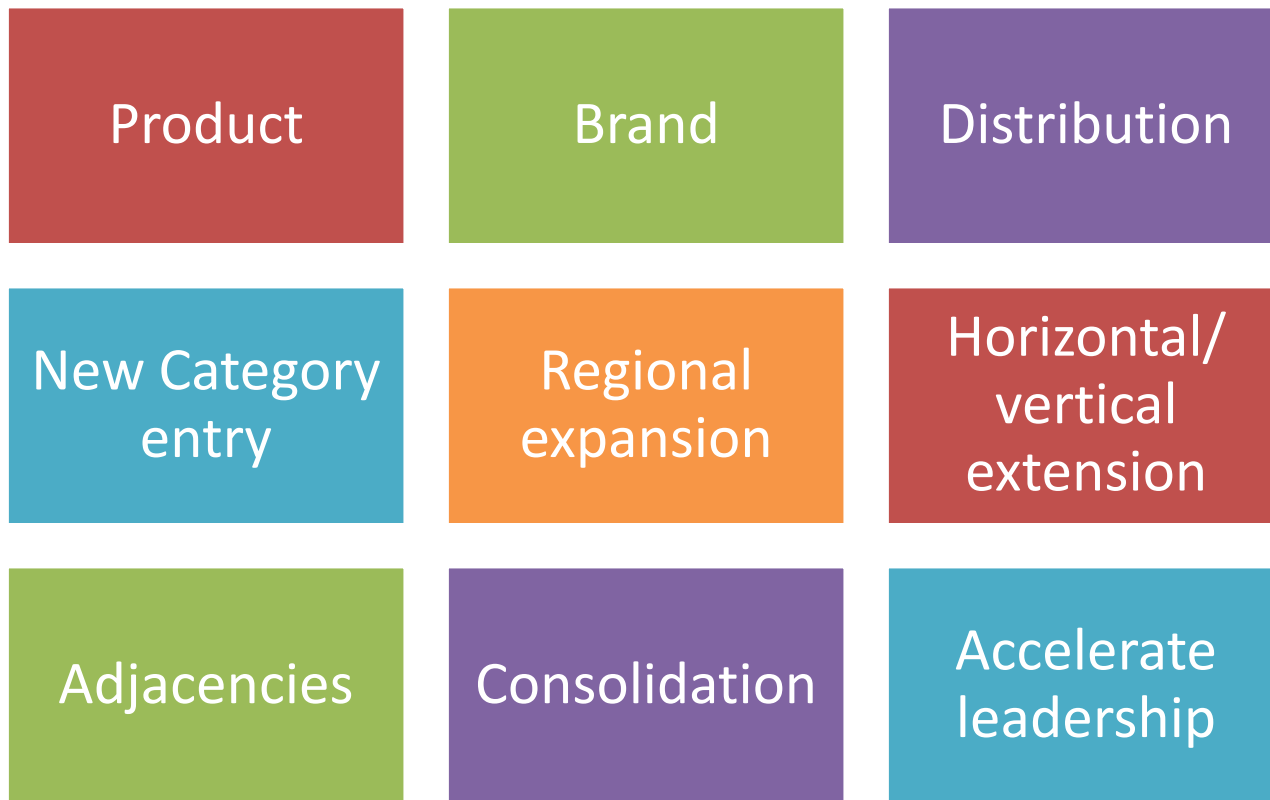 Product
Brand
Distribution
New Category
entry
Regional
expansion
Horizontal/
vertical
extension
Adjacencies
Consolidation
Accelerate
leadership